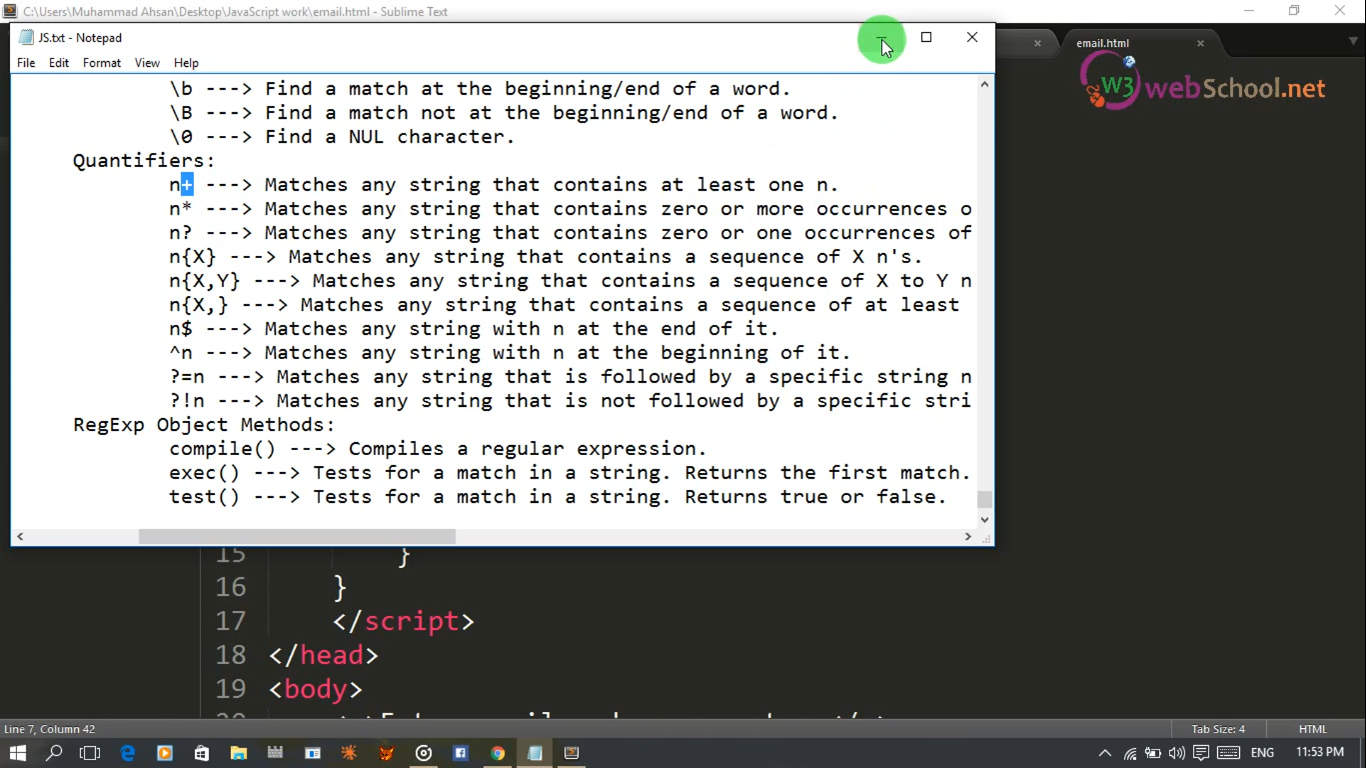 C:\Users\Muhammad Ahsan\Desktop\JavaScript work\email.html - Sublime Text
JS.txt - Notepad
email.html
File Edit Format View Help
W3webSchool.net
\b ---> Find a match at the beginning/end of a word.
\B ---> Find a match not at the beginning/end of a word.
\0 ---> Find a NUL character.
Quantifiers:
n+ ---> Matches any string that contains at least one n.
n* ---> Matches any string that contains zero or more occurrences o
n? ---> Matches any string that contains zero or one occurrences of
n{X} ---> Matches any string that contains a sequence of X n's.
n{X,Y} ---> Matches any string that contains a sequence of X to Y n
n{X,} ---> Matches any string that contains a sequence of at least
n$ ---> Matches any string with n at the end of it.
^n ---> Matches any string with n at the beginning of it.
?=n ---> Matches any string that is followed by a specific string n
?!n ---> Matches any string that is not followed by a specific stri
RegExp Object Methods:
compile() ---> Compiles a regular expression.
exec() ---> Tests for a match in a string. Returns the first match.
test() ---> Tests for a match in a string. Returns true or false.
15 }
16 }
17 </script>
18 </head>
19 <body>
Line 7, Column 42
Tab Size: 4
HTML
ENG
11:53 PM